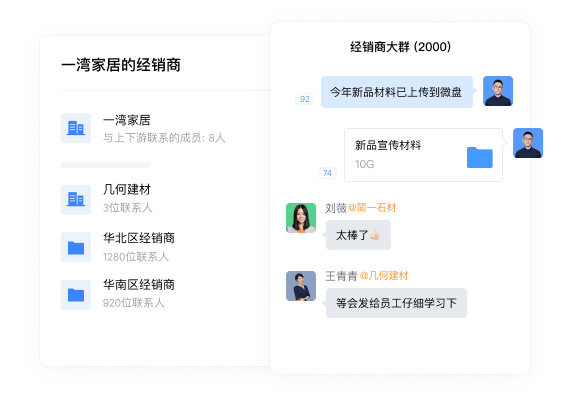 一湾家居的经销商
一湾家居
与上下游联系的成员: 8人
几何建材
3位联系人
华北区经销商
1280位联系人
华南区经销商
920位联系人
经销商大群 (2000)
今年新品材料已上传到微盘
92
新品宣传材料
10G
74
刘薇@简一石材
太棒了👍🏻
王青青@几何建材
等会发给员工仔细学习下